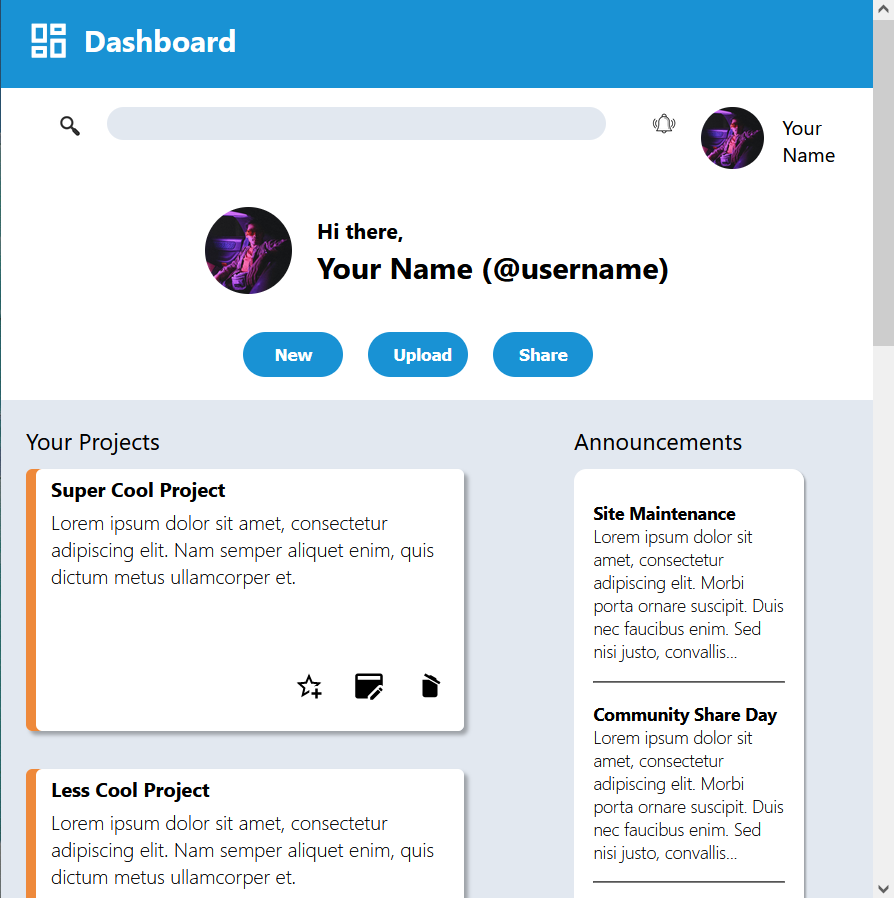 Dashboard
Your
Name
Hi there,
Your Name (@username)
New
Upload
Share
Your Projects
Super Cool Project
Lorem ipsum dolor sit amet, consectetur
adipiscing elit. Nam semper aliquet enim, quis
dictum metus ullamcorper et.
Less Cool Project
Lorem ipsum dolor sit amet, consectetur
adipiscing elit. Nam semper aliquet enim, quis
dictum metus ullamcorper et.
Announcements
Site Maintenance
Lorem ipsum dolor sit
amet, consectetur
adipiscing elit. Morbi
porta ornare suscipit. Duis
nec faucibus enim. Sed
nisi justo, convallis...
Community Share Day
Lorem ipsum dolor sit
amet, consectetur
adipiscing elit. Morbi
porta ornare suscipit. Duis
nec faucibus enim. Sed
nisi justo, convallis...